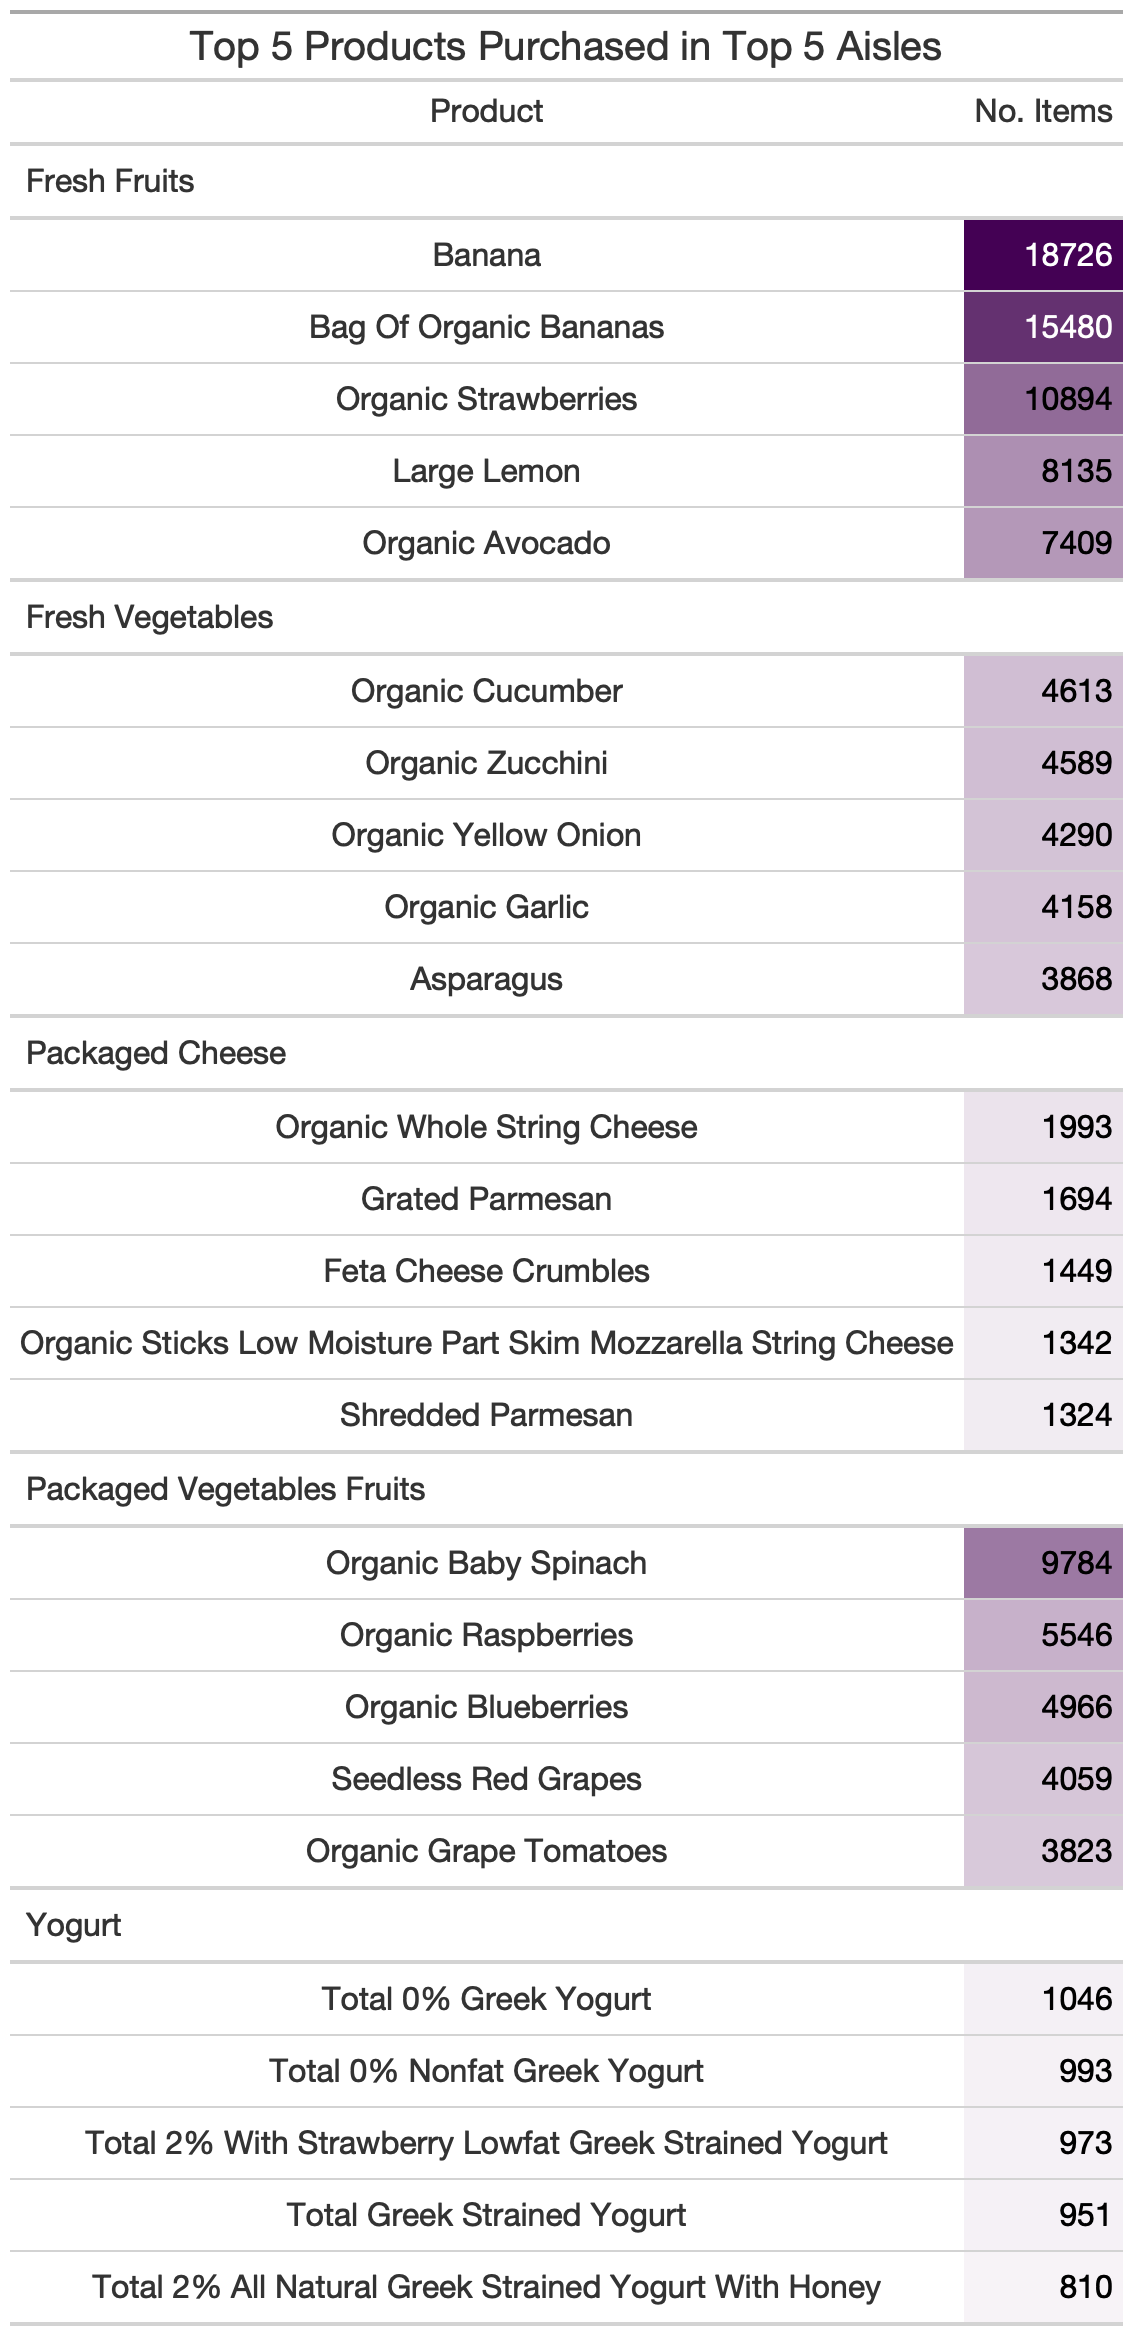 Top 5 Products Purchased in Top 5 Aisles
Product No. Items
Fresh Fruits
Banana 18726
Bag Of Organic Bananas 15480
Organic Strawberries 10894
Large Lemon 8135
Organic Avocado 7409
Fresh Vegetables
Organic Cucumber 4613
Organic Zucchini 4589
Organic Yellow Onion 4290
Organic Garlic 4158
Asparagus 3868
Packaged Cheese
Organic Whole String Cheese 1993
Grated Parmesan 1694
Feta Cheese Crumbles 1449
Organic Sticks Low Moisture Part Skim Mozzarella String Cheese 1342
Shredded Parmesan 1324
Packaged Vegetables Fruits
Organic Baby Spinach 9784
Organic Raspberries 5546
Organic Blueberries 4966
Seedless Red Grapes 4059
Organic Grape Tomatoes 3823
Yogurt
Total 0% Greek Yogurt 1046
Total 0% Nonfat Greek Yogurt 993
Total 2% With Strawberry Lowfat Greek Strained Yogurt 973
Total Greek Strained Yogurt 951
Total 2% All Natural Greek Strained Yogurt With Honey 810